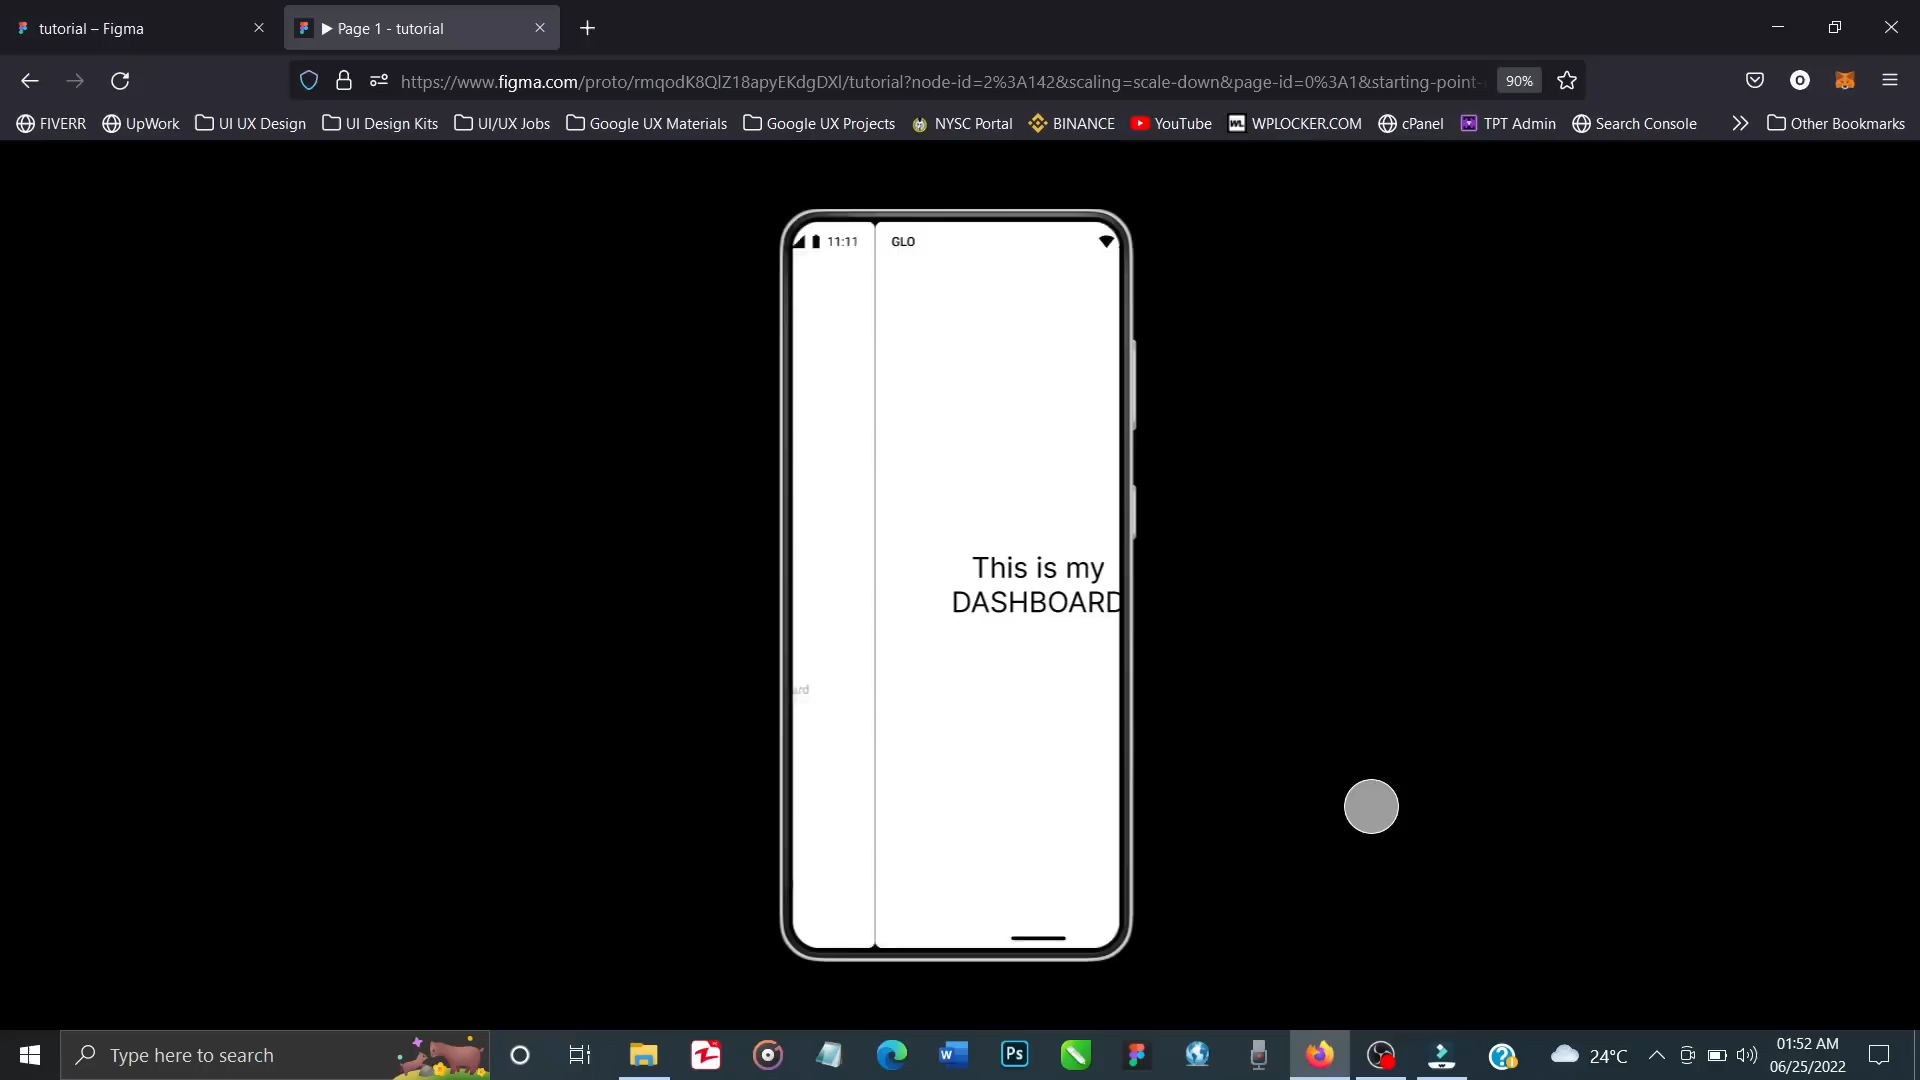 tutorial – Figma
Page 1 - tutorial
https://www.figma.com/proto/rmqodK8QlZ18apyEKdgDXl/tutorial?node-id=2%3A142&scaling=scale-down&page-id=0%3A1&starting-point-
90%
FIVERR
UpWork
UI UX Design
UI Design Kits
UI/UX Jobs
Google UX Materials
Google UX Projects
NYSC Portal
BINANCE
YouTube
WL
WPLOCKER.COM
cPanel
TPT Admin
Search Console
Other Bookmarks
11:11
GLO
This is my
DASHBOARD
ard
Type here to search
Ps
24°C
01:52 AM
06/25/2022